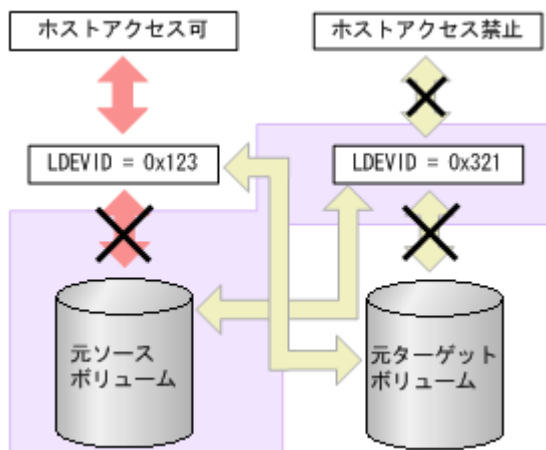 ホストアクセス可
ホストアクセス禁止
LDEVID = 0x123
LDEVID = 0x321
元ソース
ボリューム
元ターゲット
ボリューム